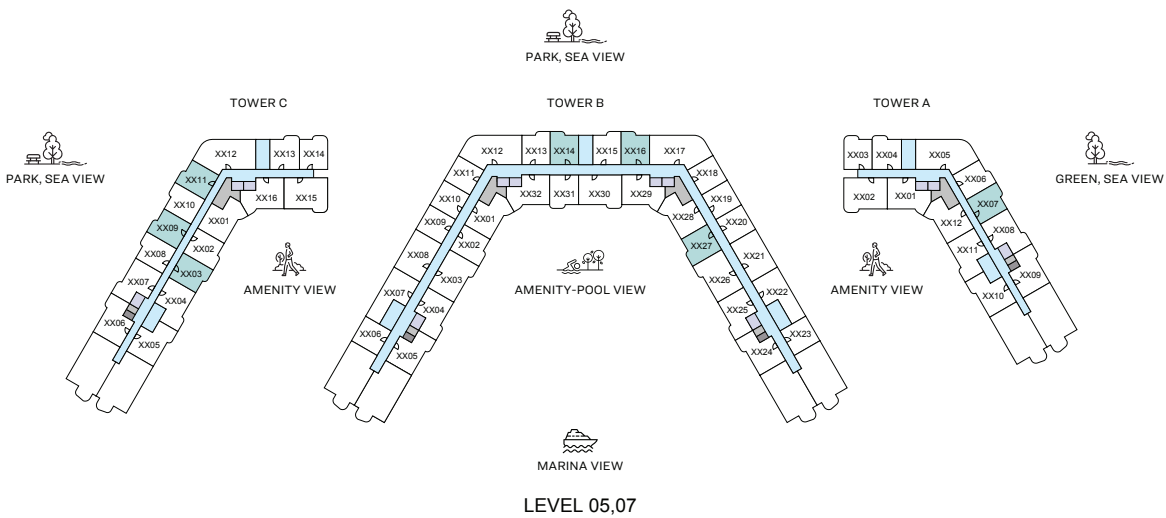 PARK, SEA VIEW
TOWER C
TOWER B
TOWER A
PARK, SEA VIEW
GREEN, SEA VIEW
XX12
XX13
XX14
XX11
XX10
XX09
XX08
XX07
XX06
XX05
XX04
XX03
XX02
XX01
XX16
XX15
AMENITY VIEW
XX12
XX13
XX14
XX15
XX16
XX17
XX11
XX10
XX09
XX08
XX07
XX06
XX05
XX04
XX03
XX02
XX01
XX32
XX31
XX30
XX29
XX28
XX27
XX26
XX25
XX24
XX18
XX19
XX20
XX21
XX22
XX23
AMENITY-POOL VIEW
AMENITY VIEW
XX03
XX04
XX05
XX02
XX01
XX06
XX07
XX08
XX09
XX12
XX11
XX10
MARINA VIEW
LEVEL 05,07